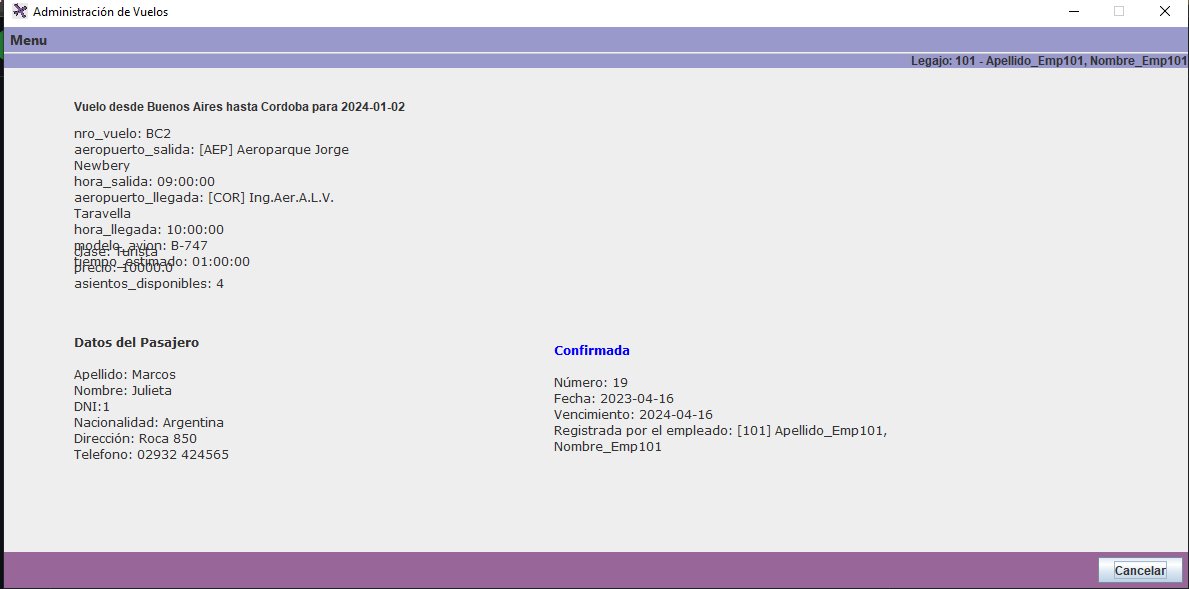 Administración de Vuelos
Menu
Legajo: 101 - Apellido_Emp101, Nombre_Emp101
Vuelo desde Buenos Aires hasta Cordoba para 2024-01-02
nro_vuelo: BC2
aeropuerto_salida: [AEP] Aeroparque Jorge
Newbery
hora_salida: 09:00:00
aeropuerto_llegada: [COR] Ing.Aer.A.L.V.
Taravella
hora_llegada: 10:00:00
modelo_avion: B-747
clase: Turista
tiempo_estimado: 01:00:00
precio: 10000.0
asientos_disponibles: 4
Datos del Pasajero
Apellido: Marcos
Nombre: Julieta
DNI:1
Nacionalidad: Argentina
Dirección: Roca 850
Telefono: 02932 424565
Confirmada
Número: 19
Fecha: 2023-04-16
Vencimiento: 2024-04-16
Registrada por el empleado: [101] Apellido_Emp101,
Nombre_Emp101
Cancelar